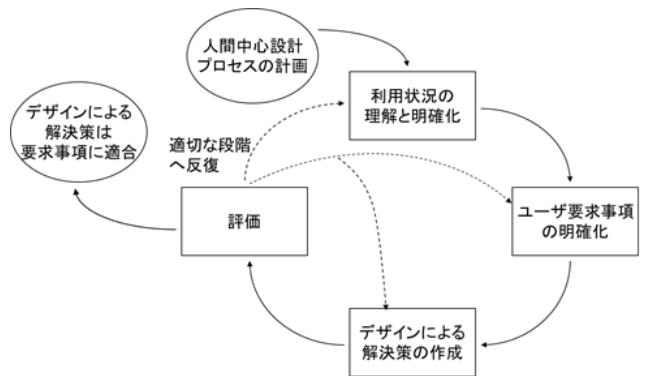 人間中心設計
プロセスの計画
利用状況の
理解と明確化
デザインによる
解決策は
要求事項に適合
適切な段階
へ反復
評価
ユーザ要求事項
の明確化
デザインによる
解決策の作成